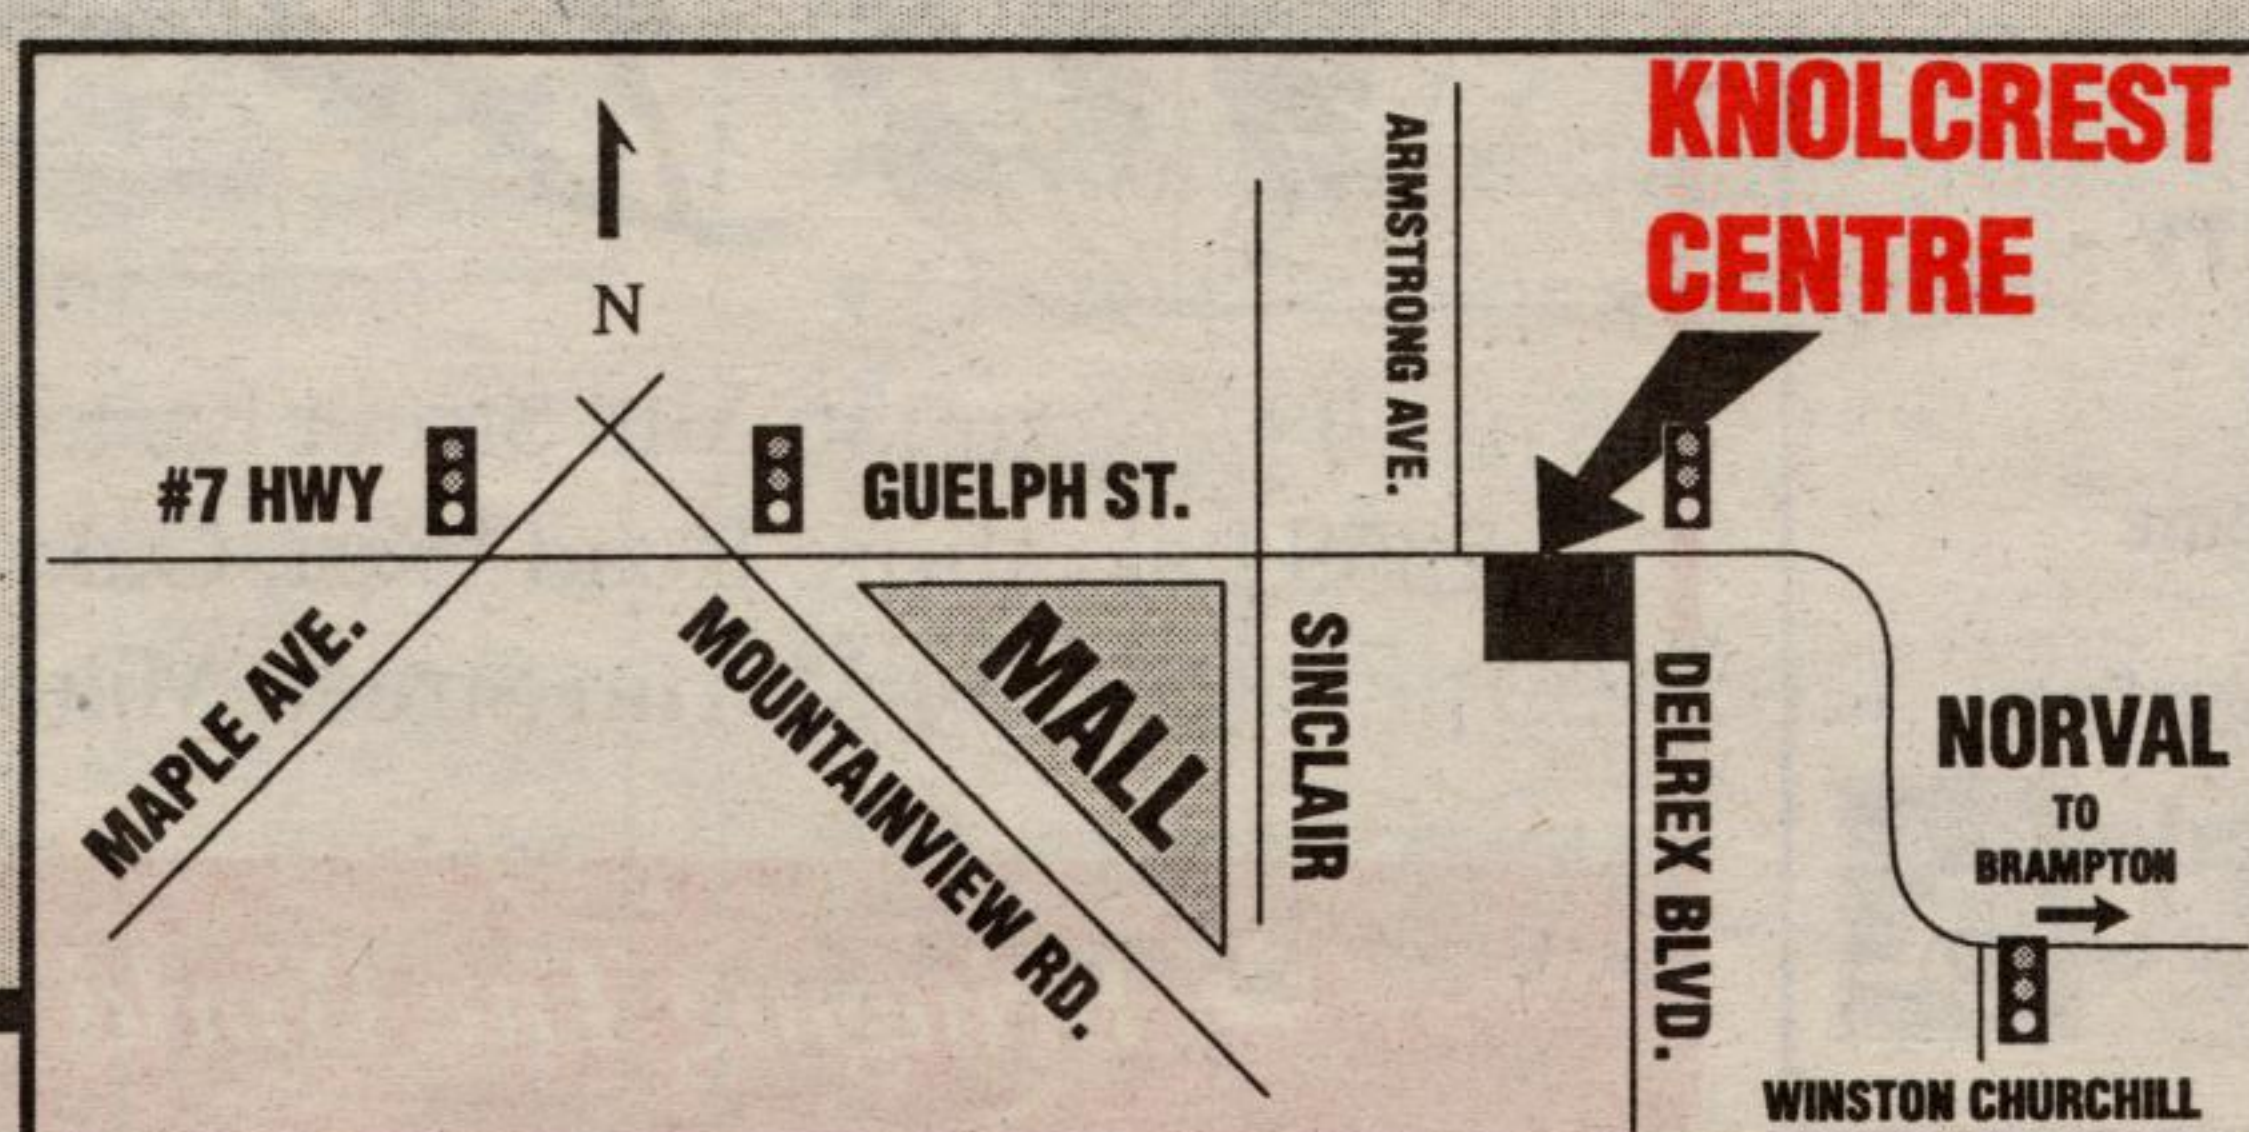 KNOLCREST
CENTRE
ARMSTRONG AVE.
N
#7 HWY
GUELPH ST.
MAPLE AVE.
MOUNTAINVIEW RD.
MALL
SINCLAIR
DELREX BLVD.
NORVAL
TO
BRAMPTON
WINSTON CHURCHILL